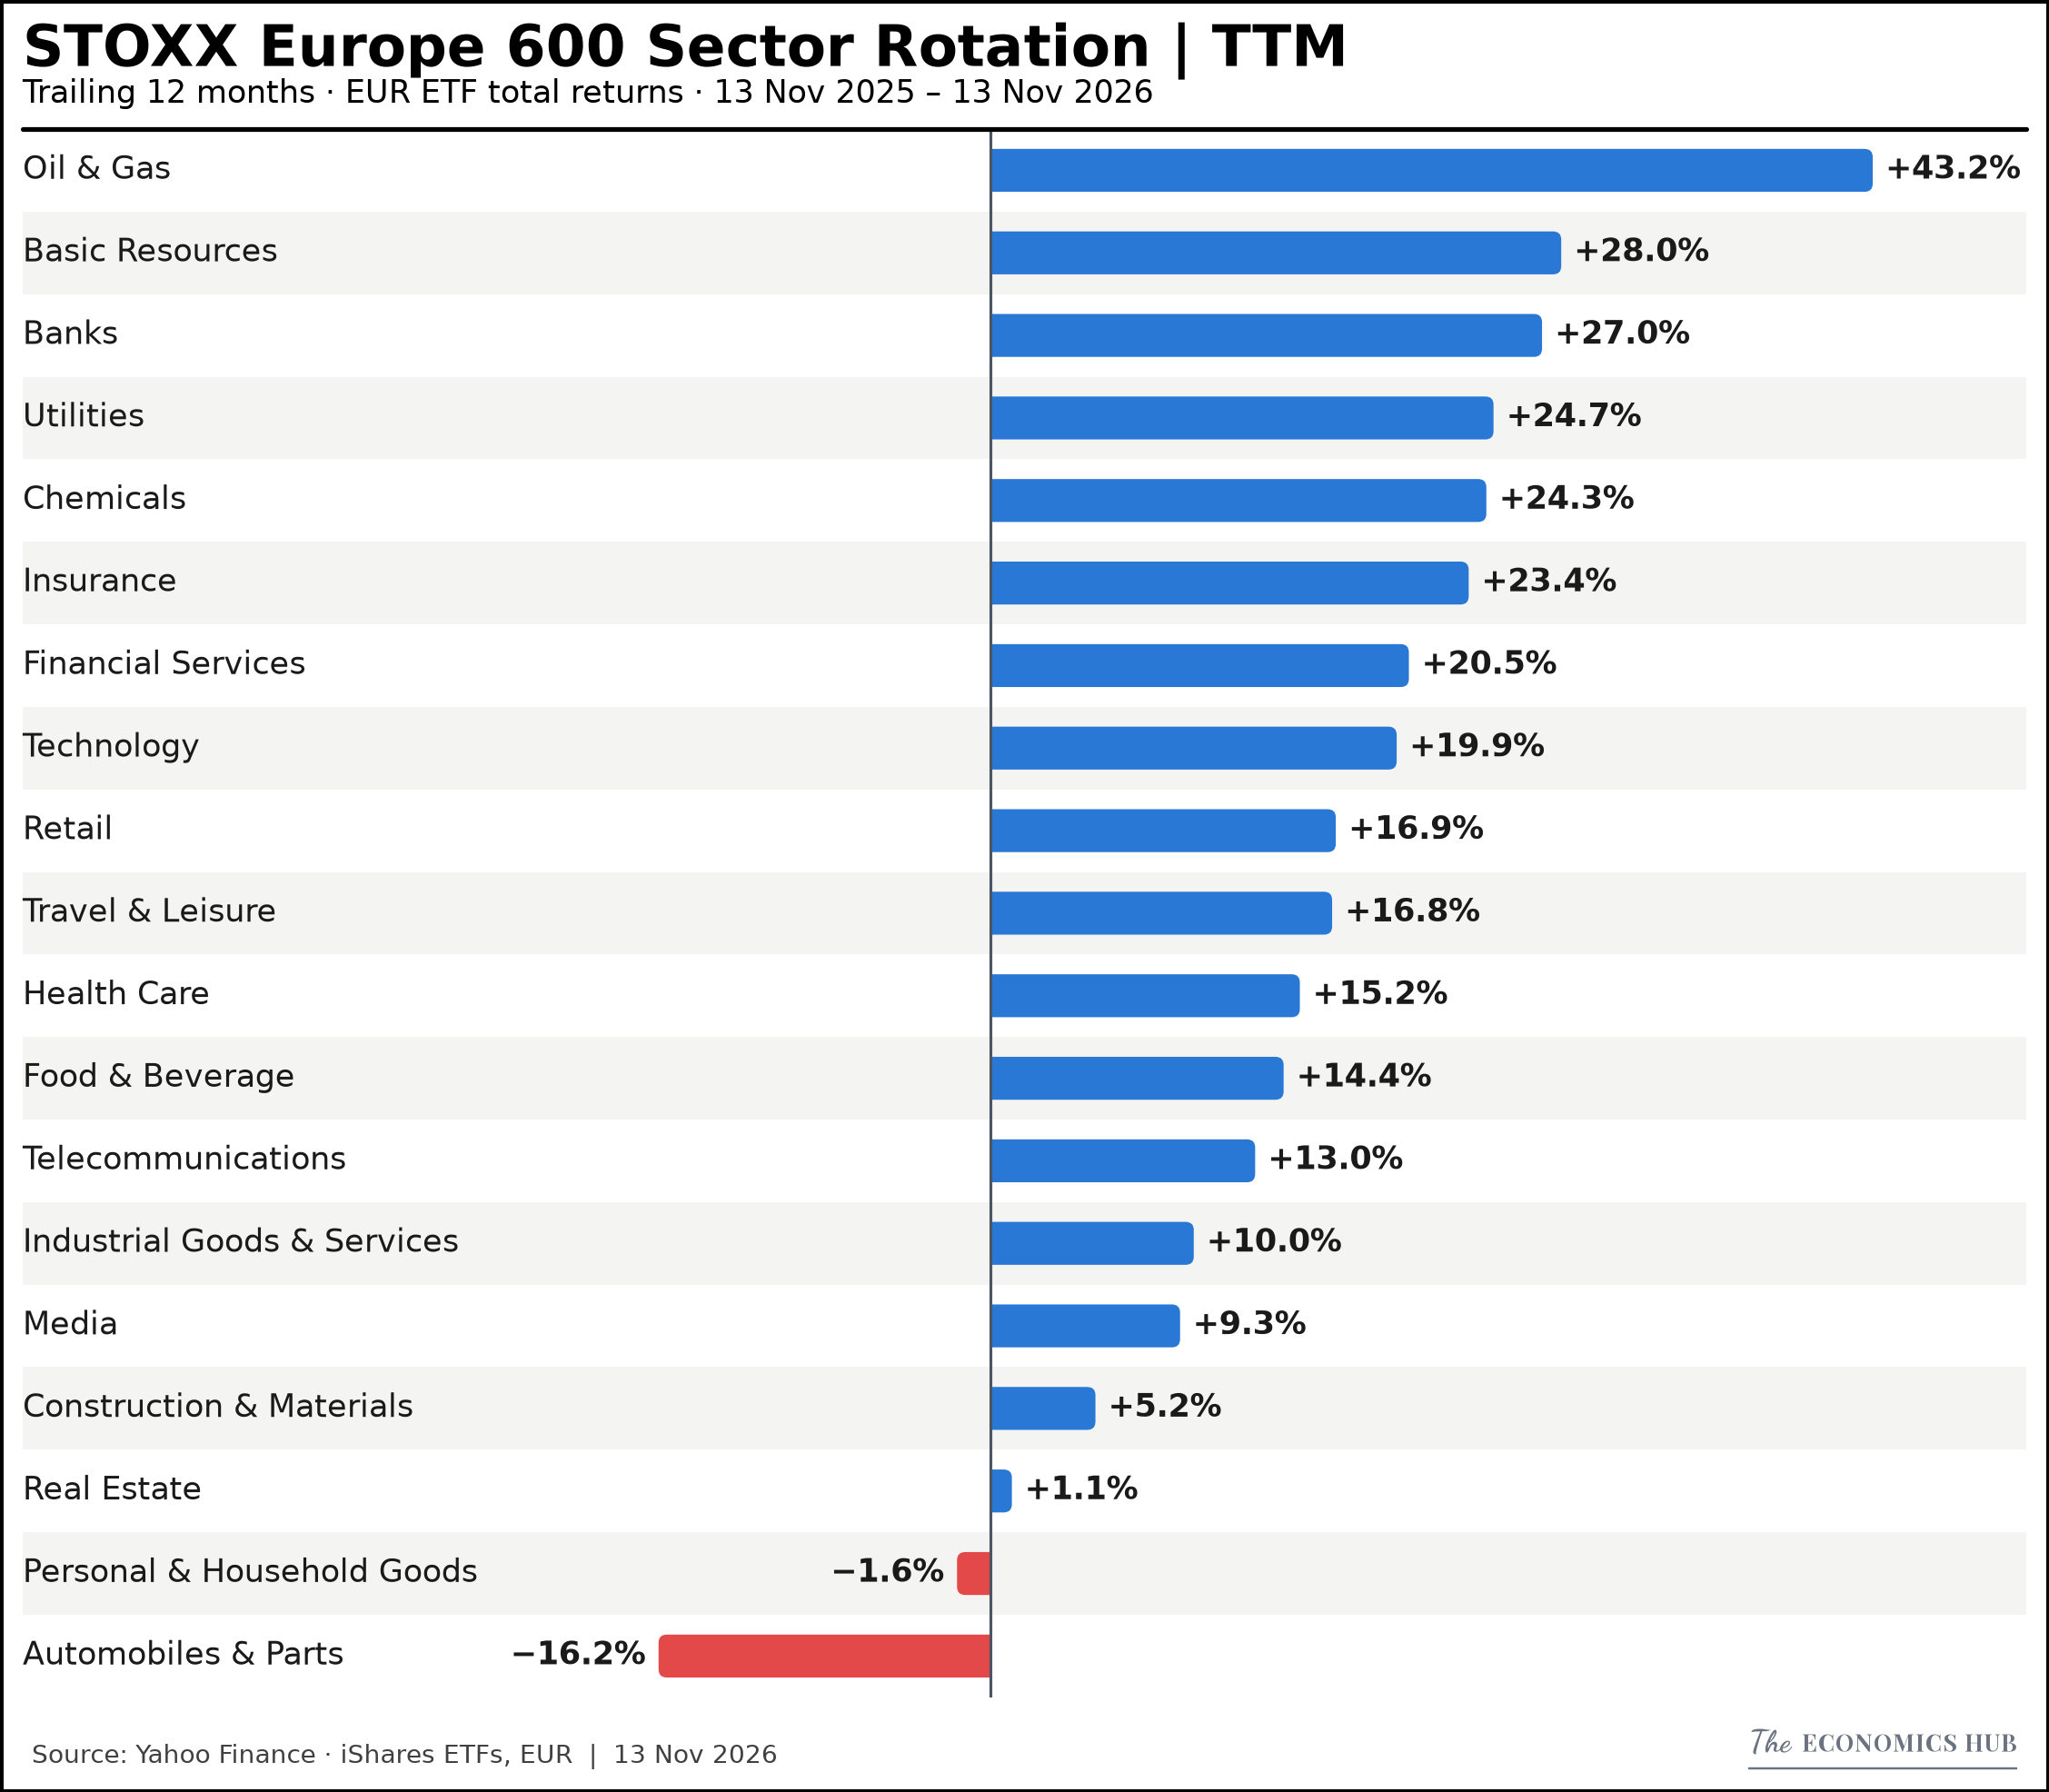 STOXX Europe 600 Sector Rotation | TTM
Trailing 12 months · EUR ETF total returns · 13 Nov 2025 – 13 Nov 2026
Oil & Gas +43.2%
Basic Resources +28.0%
Banks +27.0%
Utilities +24.7%
Chemicals +24.3%
Insurance +23.4%
Financial Services +20.5%
Technology +19.9%
Retail +16.9%
Travel & Leisure +16.8%
Health Care +15.2%
Food & Beverage +14.4%
Telecommunications +13.0%
Industrial Goods & Services +10.0%
Media +9.3%
Construction & Materials +5.2%
Real Estate +1.1%
Personal & Household Goods −1.6%
Automobiles & Parts −16.2%
Source: Yahoo Finance · iShares ETFs, EUR | 13 Nov 2026
The ECONOMICS HUB